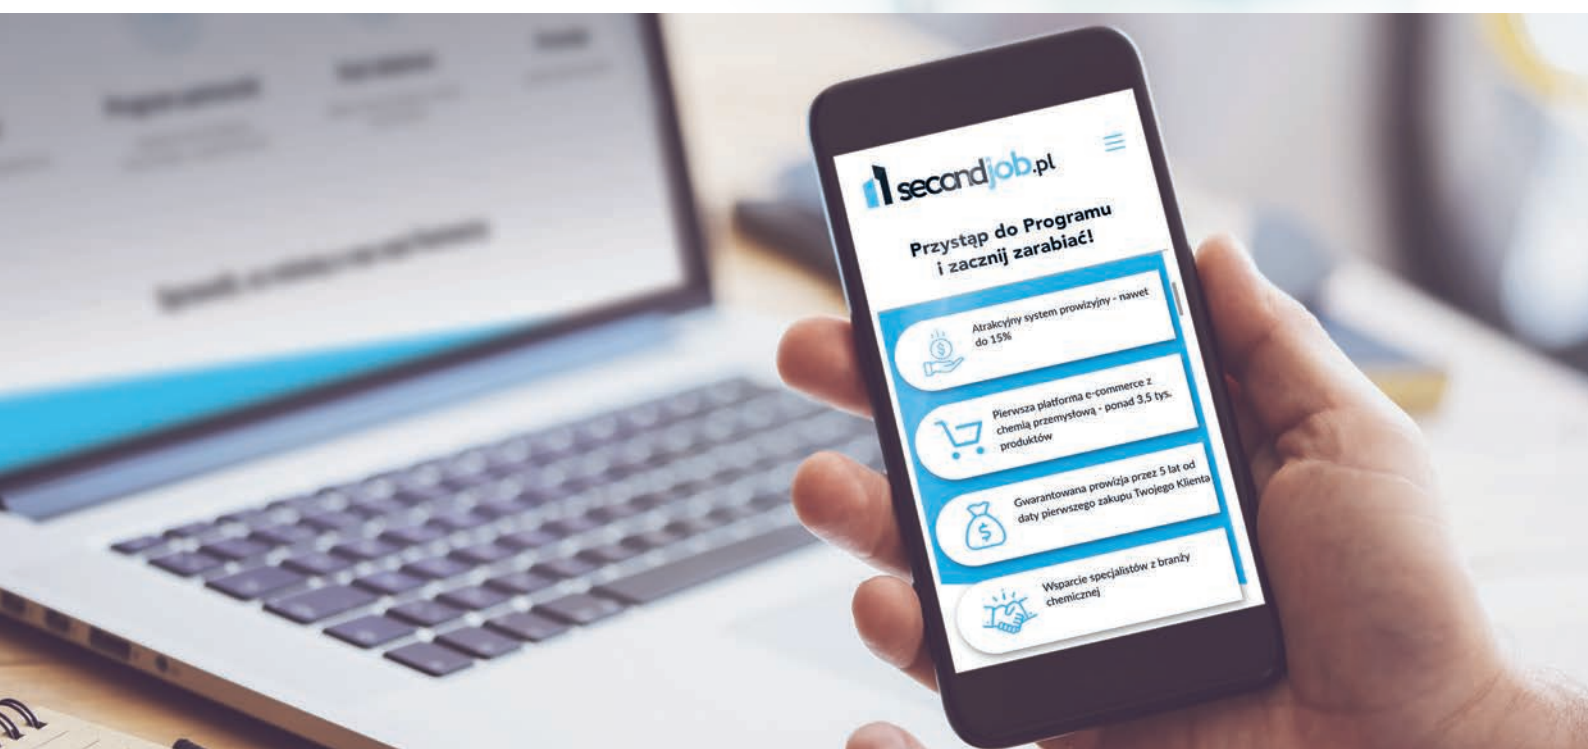 secondjob.pl
Przystąp do Programu
i zacznij zarabiać!
Atrakcyjny system prowizyjny - nawet
do 15%
Pierwsza platforma e-commerce z
chemią przemysłową - ponad 3,5 tys.
produktów
Gwarantowana prowizja przez 5 lat od
daty pierwszego zakupu Twojego Klienta
Wsparcie specjalistów z branży
chemicznej